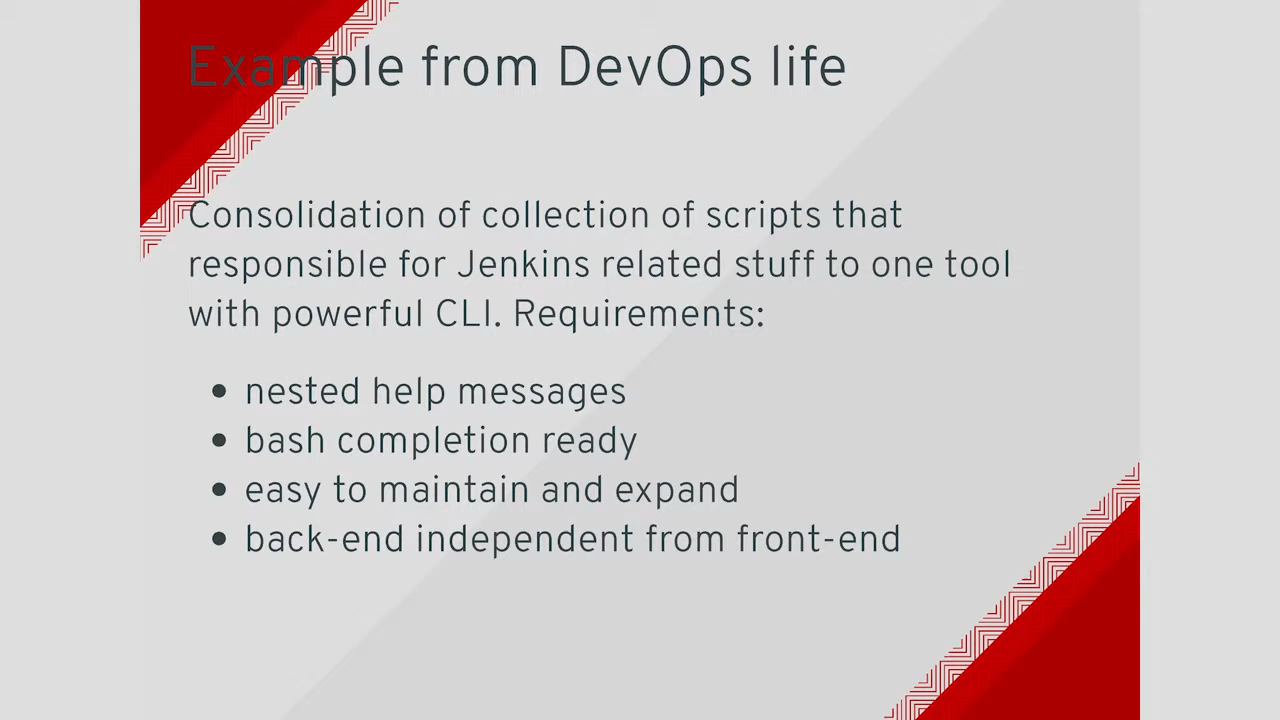 Example from DevOps life
Consolidation of collection of scripts that
responsible for Jenkins related stuff to one tool
with powerful CLI. Requirements:
• nested help messages
• bash completion ready
• easy to maintain and expand
• back-end independent from front-end